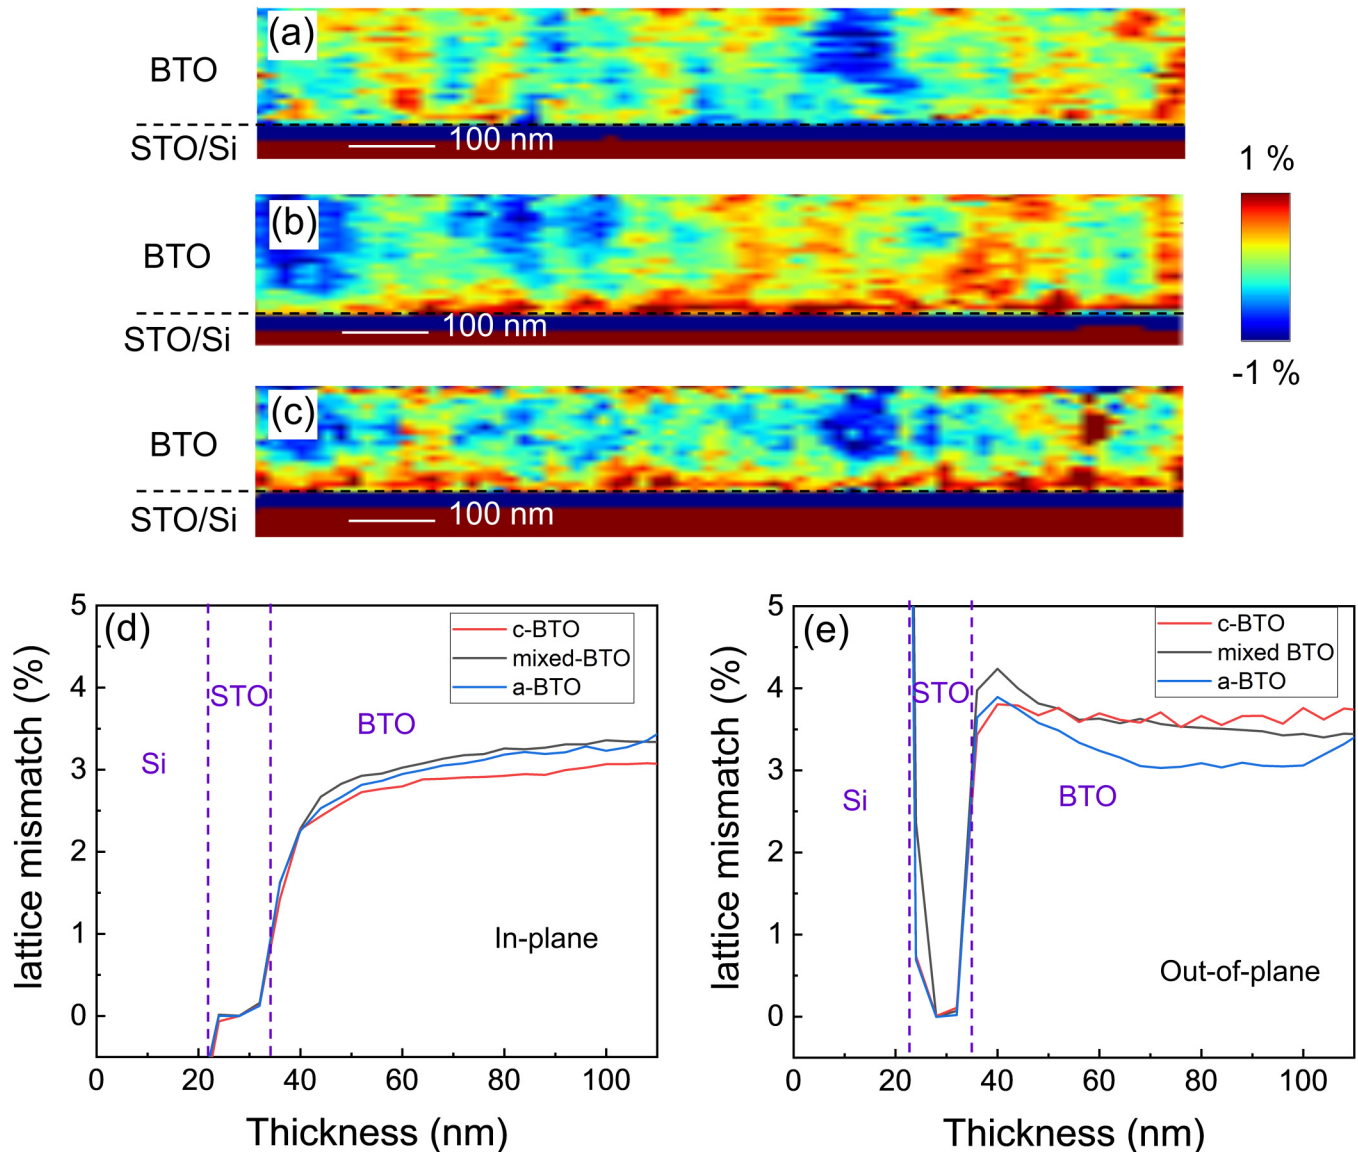 (a)
BTO
STO/Si
100 nm
(b)
BTO
STO/Si
100 nm
(c)
BTO
STO/Si
100 nm
1 %
-1 %
(d)
lattice mismatch (%)
5
4
3
2
1
0
c-BTO
mixed-BTO
a-BTO
STO
BTO
Si
In-plane
0
20
40
60
80
100
Thickness (nm)
(e)
lattice mismatch (%)
5
4
3
2
1
0
c-BTO
mixed BTO
a-BTO
STO
Si
BTO
Out-of-plane
0
20
40
60
80
100
Thickness (nm)